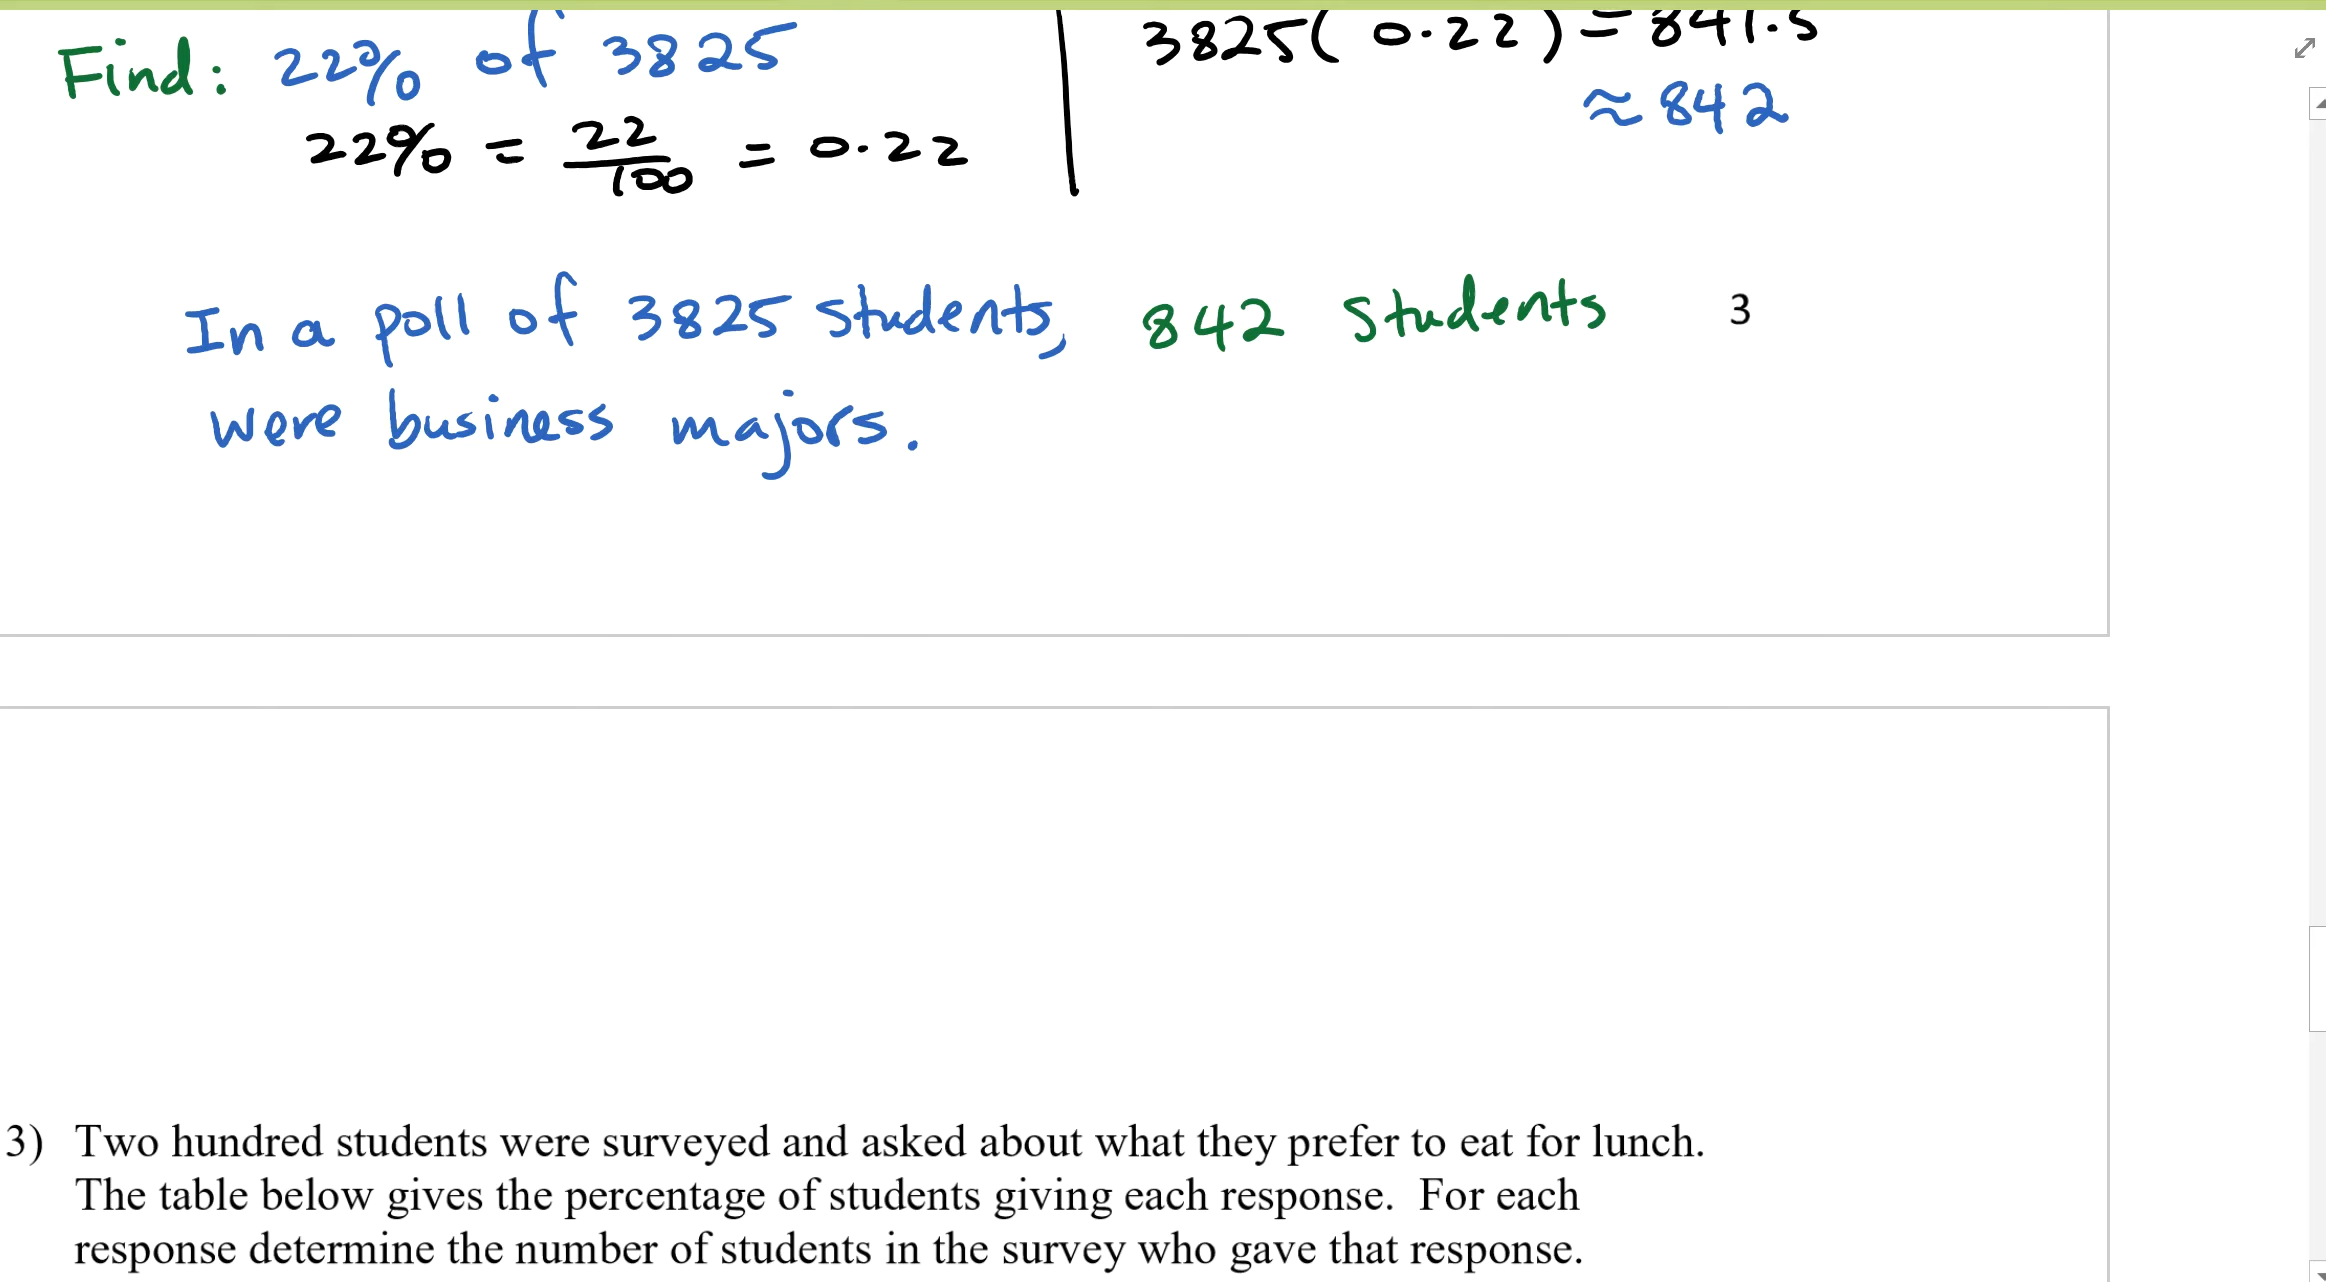 Find: 22% of 3825
3825(0.22) = 841.5
≈ 842
22% = 22/100 = 0.22
In a poll of 3825 students, 842 students
3
were business majors.
3) Two hundred students were surveyed and asked about what they prefer to eat for lunch.
The table below gives the percentage of students giving each response. For each
response determine the number of students in the survey who gave that response.